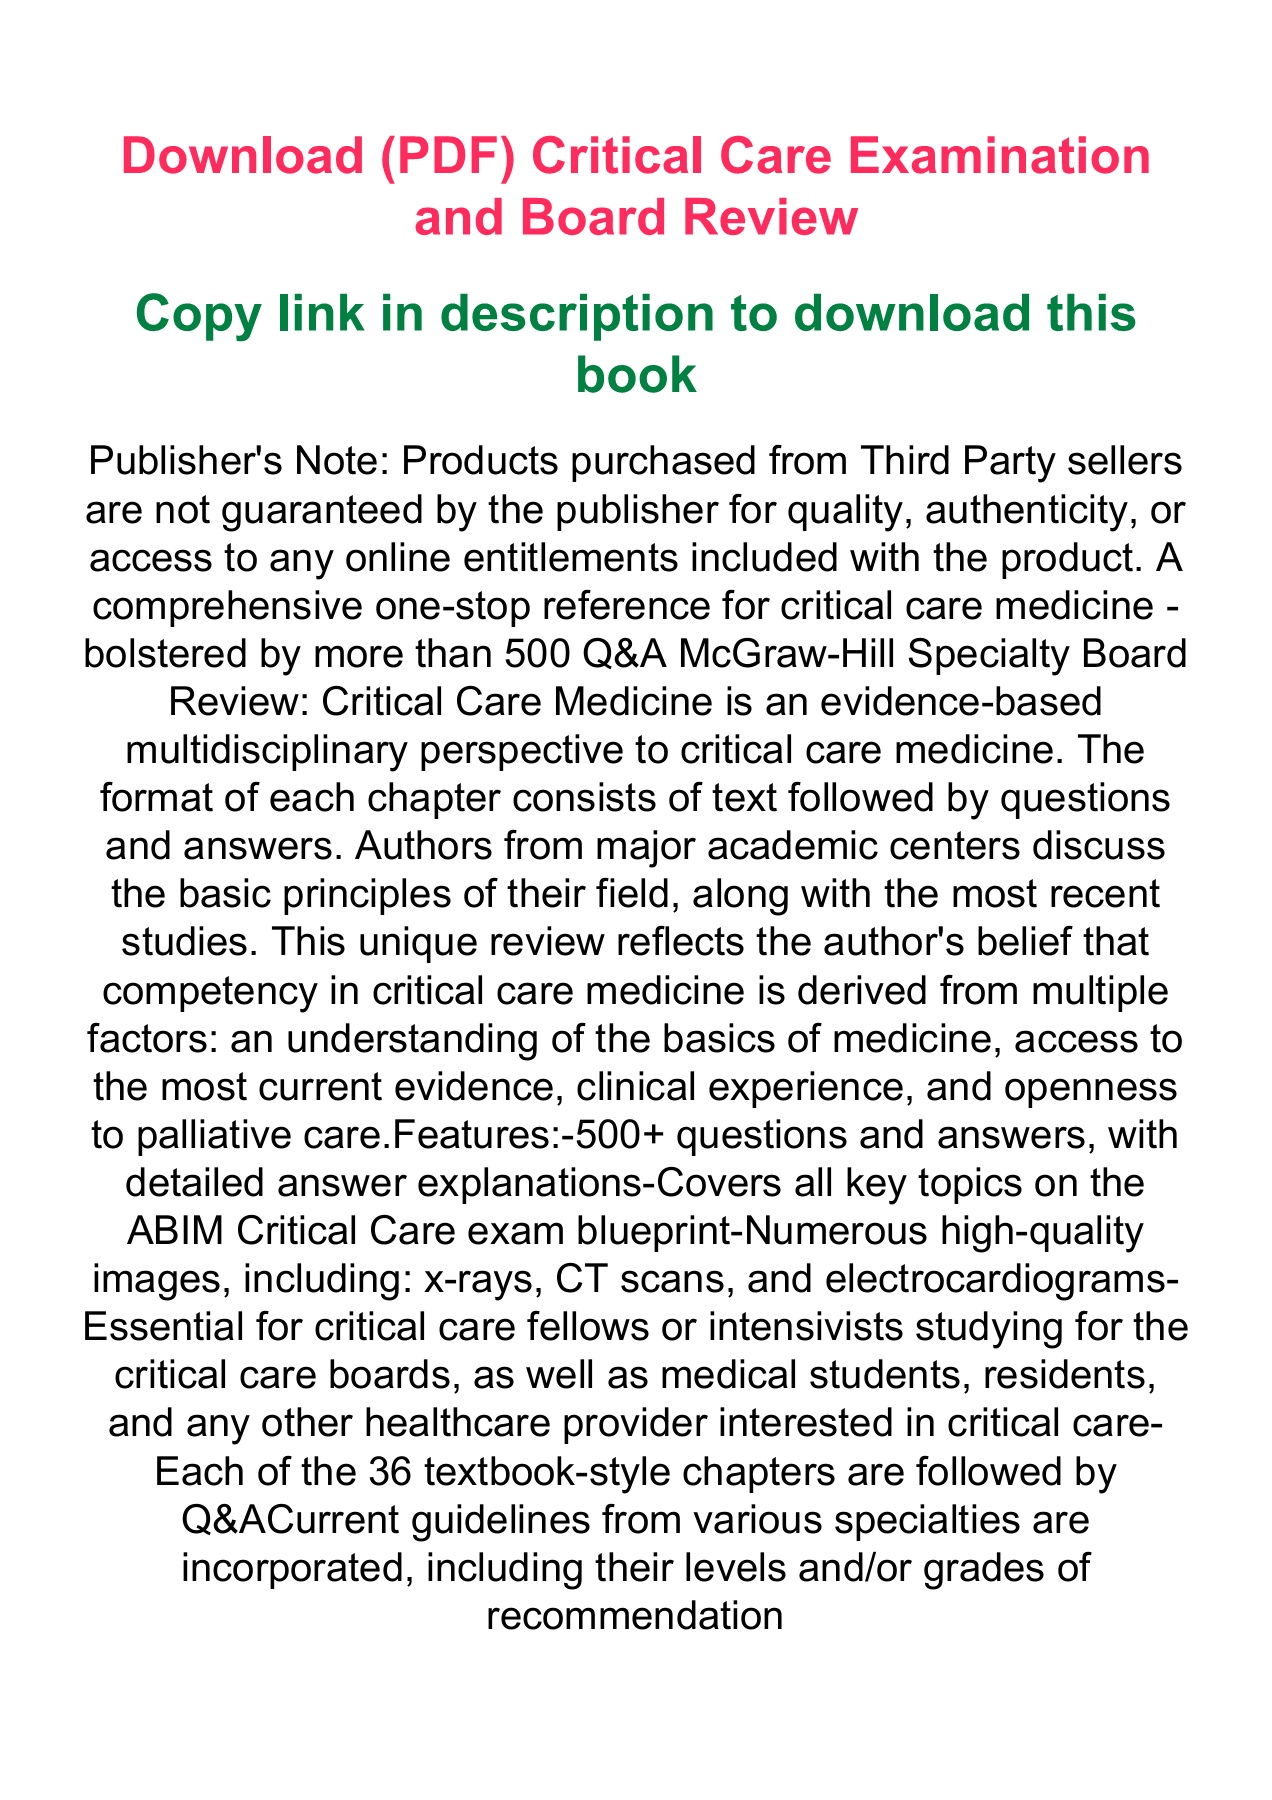 Download (PDF) Critical Care Examination
and Board Review
Copy link in description to download this
book
Publisher's Note: Products purchased from Third Party sellers
are not guaranteed by the publisher for quality, authenticity, or
access to any online entitlements included with the product. A
comprehensive one-stop reference for critical care medicine -
bolstered by more than 500 Q&A McGraw-Hill Specialty Board
Review: Critical Care Medicine is an evidence-based
multidisciplinary perspective to critical care medicine. The
format of each chapter consists of text followed by questions
and answers. Authors from major academic centers discuss
the basic principles of their field, along with the most recent
studies. This unique review reflects the author's belief that
competency in critical care medicine is derived from multiple
factors: an understanding of the basics of medicine, access to
the most current evidence, clinical experience, and openness
to palliative care.Features:-500+ questions and answers, with
detailed answer explanations-Covers all key topics on the
ABIM Critical Care exam blueprint-Numerous high-quality
images, including: x-rays, CT scans, and electrocardiograms-
Essential for critical care fellows or intensivists studying for the
critical care boards, as well as medical students, residents,
and any other healthcare provider interested in critical care-
Each of the 36 textbook-style chapters are followed by
Q&ACurrent guidelines from various specialties are
incorporated, including their levels and/or grades of
recommendation